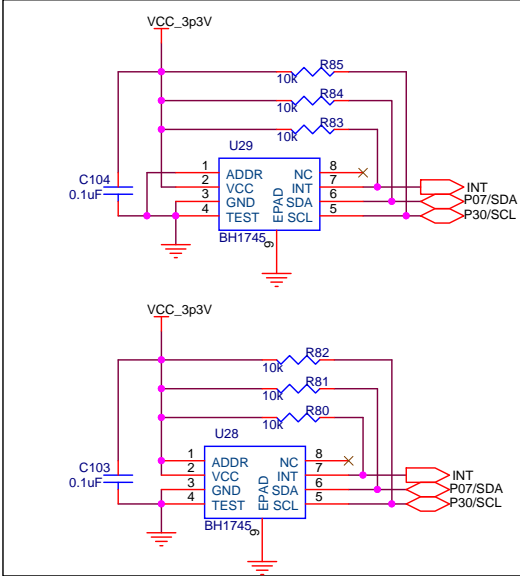 VCC_3p3V
R85
10k
R84
10k
R83
10k
U29
C104
0.1uF
1 ADDR NC 8
2 VCC INT 7
3 GND SDA 6
4 TEST SCL 5
EPAD
9
BH1745
INT
P07/SDA
P30/SCL
VCC_3p3V
R82
10k
R81
10k
R80
10k
U28
C103
0.1uF
1 ADDR NC 8
2 VCC INT 7
3 GND SDA 6
4 TEST SCL 5
EPAD
9
BH1745
INT
P07/SDA
P30/SCL